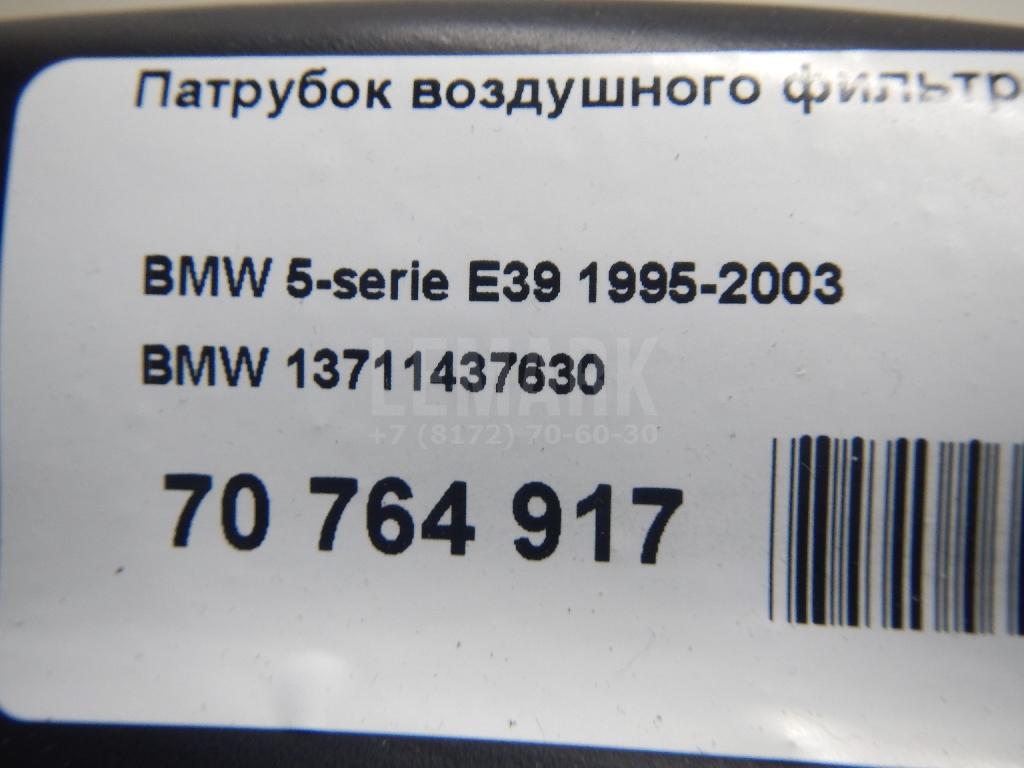 Патрубок воздушного фильтра
BMW 5-serie E39 1995-2003
BMW 13711437630
LEMARK
+7 (8172) 70-60-30
70 764 917